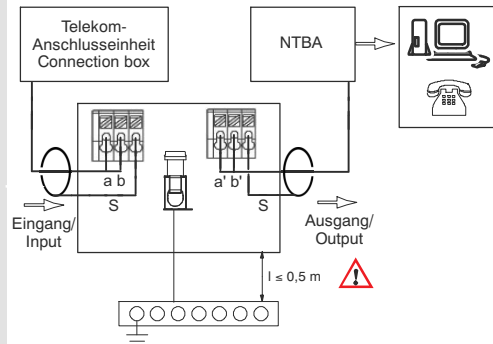 Telekom-
Anschlusseinheit
Connection box
NTBA
a b
S
a' b'
S
Eingang/
Input
Ausgang/
Output
l ≤ 0,5 m
!